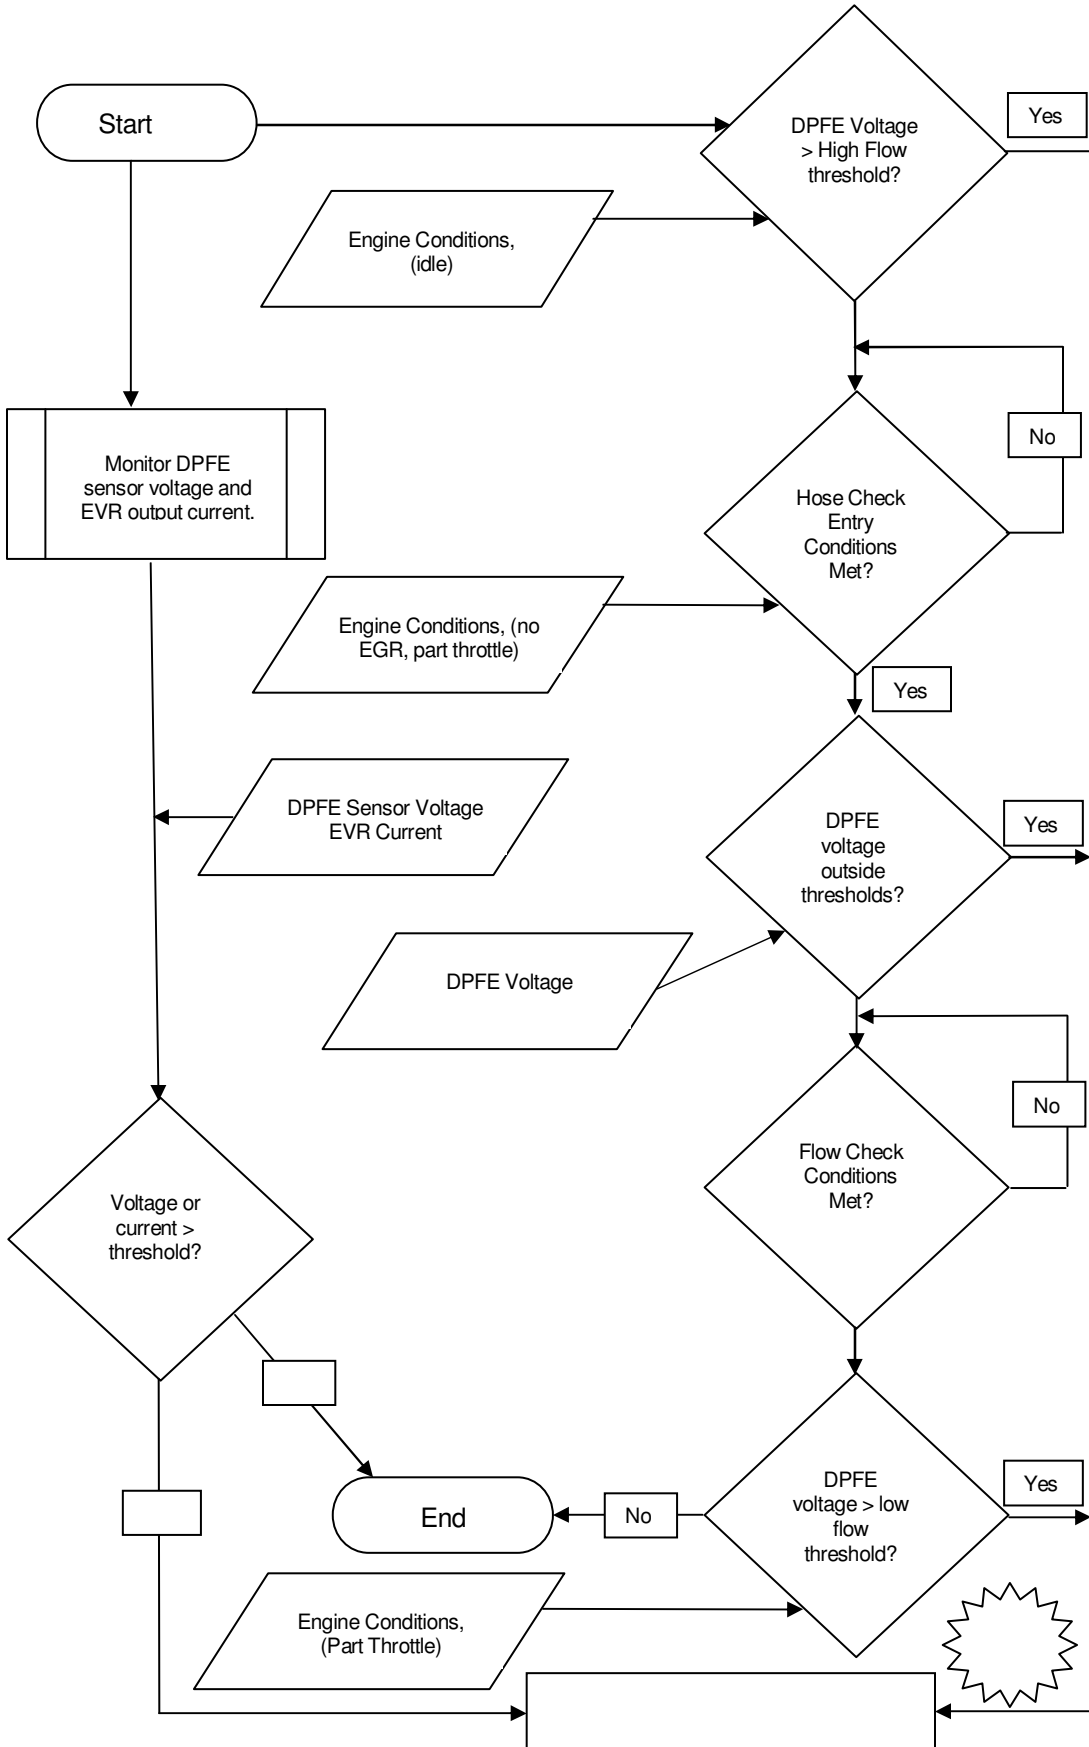 Start
DPFE Voltage
> High Flow
threshold?
Yes
Engine Conditions,
(idle)
No
Monitor DPFE
sensor voltage and
EVR output current.
Hose Check
Entry
Conditions
Met?
Engine Conditions, (no
EGR, part throttle)
Yes
DPFE Sensor Voltage
EVR Current
DPFE
voltage
outside
thresholds?
Yes
DPFE Voltage
No
Flow Check
Conditions
Met?
Voltage or
current >
threshold?
DPFE
voltage > low
flow
threshold?
Yes
No
End
Engine Conditions,
(Part Throttle)